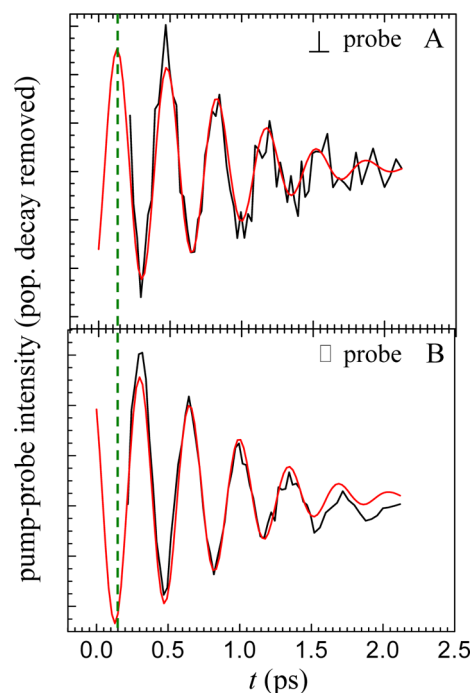 ⊥ probe A
pump-probe intensity (pop. decay removed)
▯ probe B
0.0 0.5 1.0 1.5 2.0 2.5
t (ps)